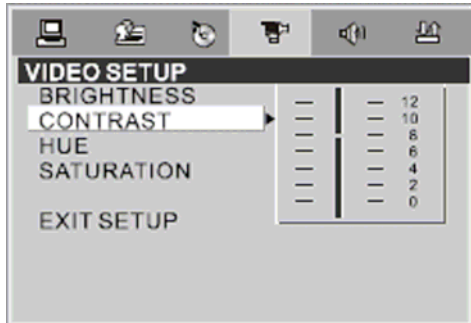 VIDEO SETUP
BRIGHTNESS
CONTRAST
HUE
SATURATION
EXIT SETUP
12
10
8
6
4
2
0